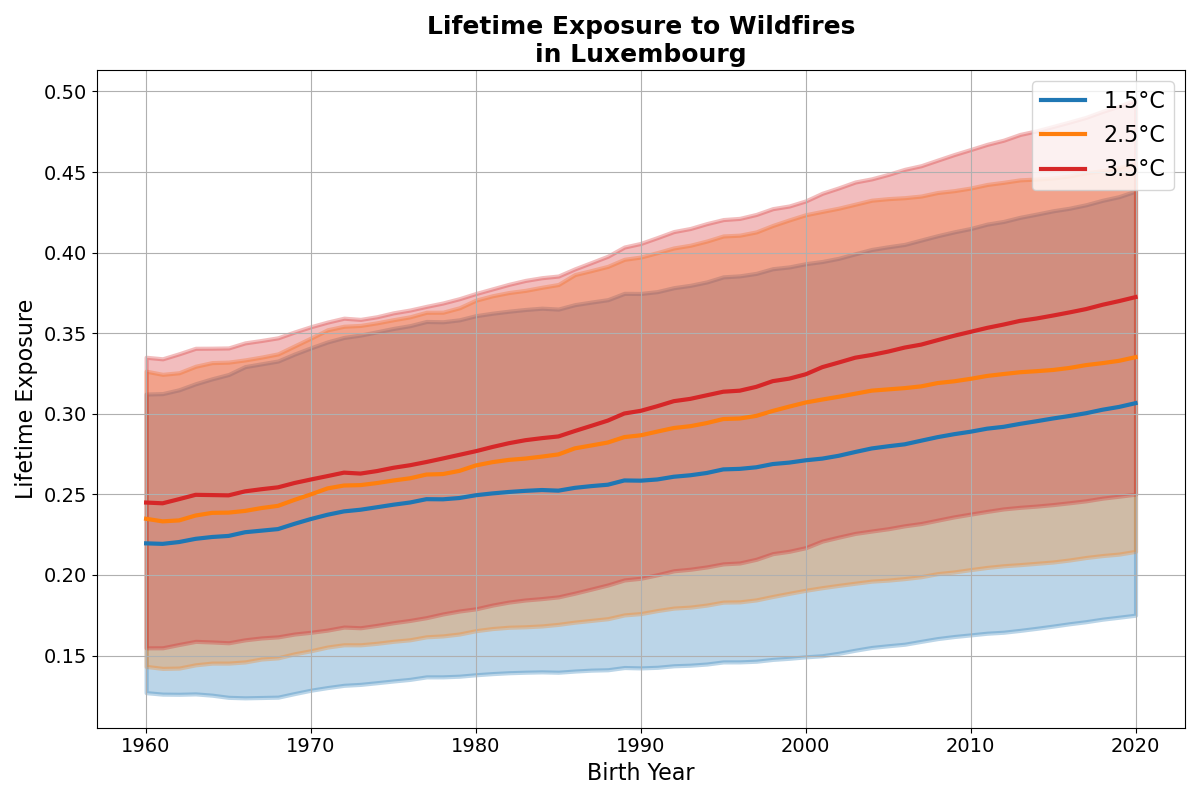 Lifetime Exposure to Wildfires
in Luxembourg
1.5°C
2.5°C
3.5°C
Lifetime Exposure
0.50
0.45
0.40
0.35
0.30
0.25
0.20
0.15
1960
1970
1980
1990
2000
2010
2020
Birth Year